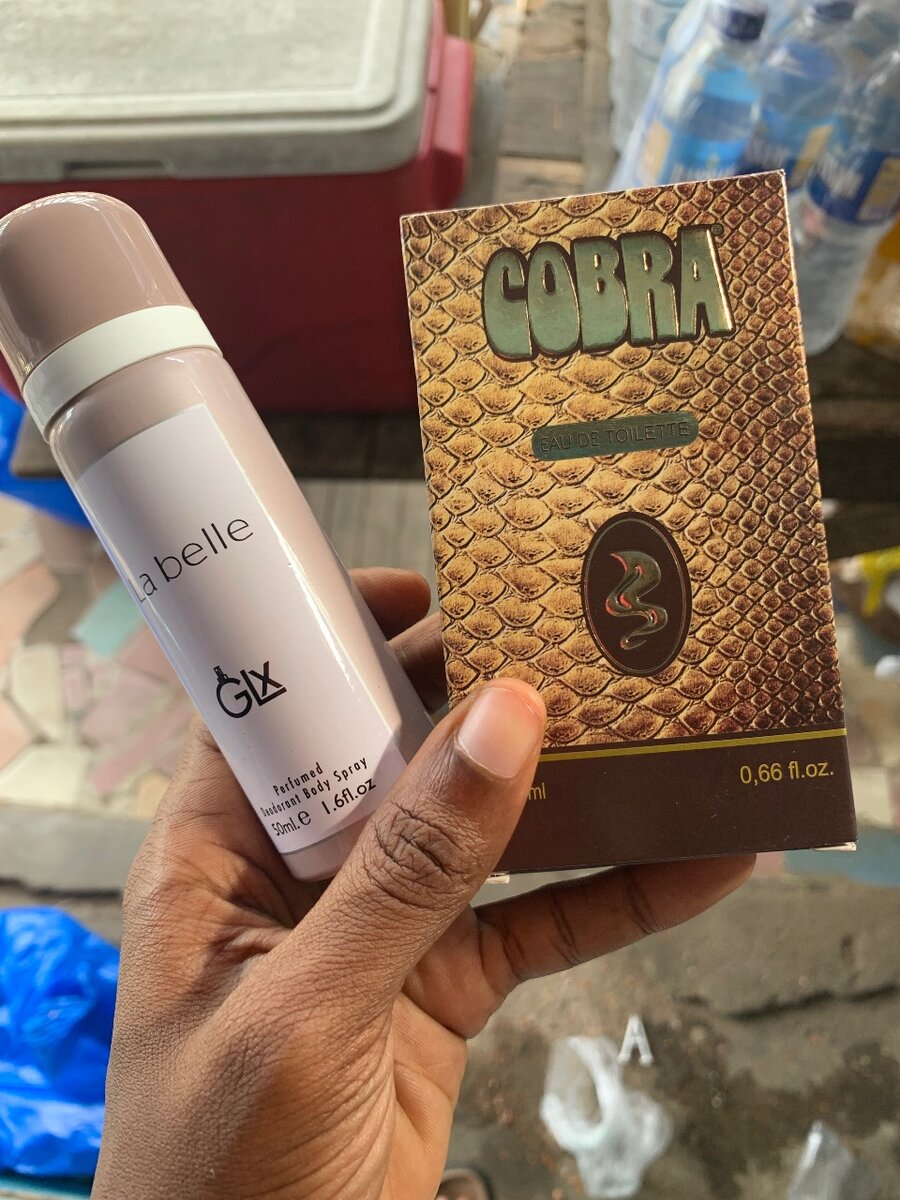 La belle
GLX
Perfumed
Deodorant Body Spray
50ml.e 1.6fl.oz
COBRA®
EAU DE TOILETTE
ml
0,66 fl.oz.
A